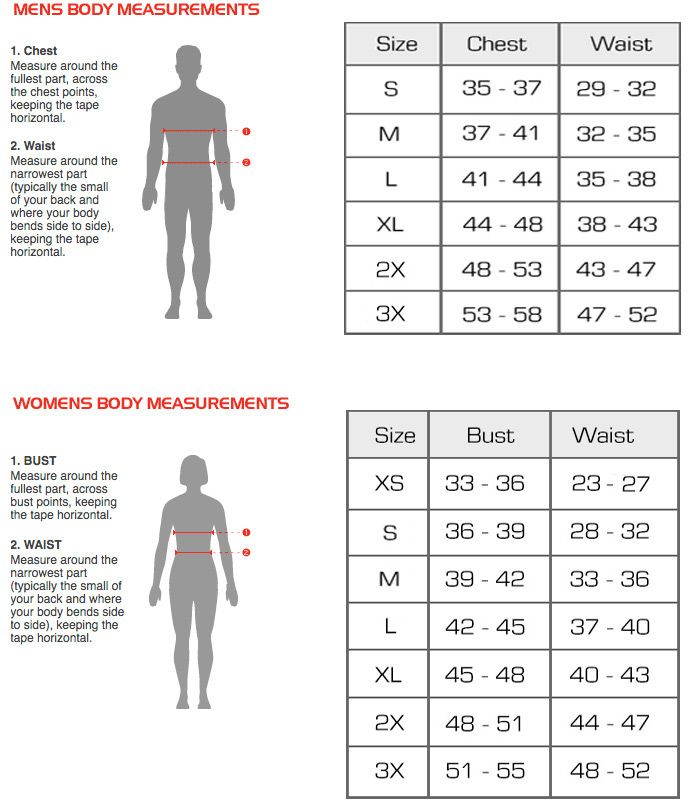 MENS BODY MEASUREMENTS
1. Chest
Measure around the
fullest part, across
the chest points,
keeping the tape
horizontal.
2. Waist
Measure around the
narrowest part
(typically the small
of your back and
where your body
bends side to side),
keeping the tape
horizontal.
1
2
Size Chest Waist
S 35 - 37 29 - 32
M 37 - 41 32 - 35
L 41 - 44 35 - 38
XL 44 - 48 38 - 43
2X 48 - 53 43 - 47
3X 53 - 58 47 - 52
WOMENS BODY MEASUREMENTS
1. BUST
Measure around the
fullest part, across
bust points, keeping
the tape horizontal.
2. WAIST
Measure around the
narrowest part
(typically the small of
your back and where
your body bends side
to side), keeping the
tape horizontal.
1
2
Size Bust Waist
XS 33 - 36 23 - 27
S 36 - 39 28 - 32
M 39 - 42 33 - 36
L 42 - 45 37 - 40
XL 45 - 48 40 - 43
2X 48 - 51 44 - 47
3X 51 - 55 48 - 52